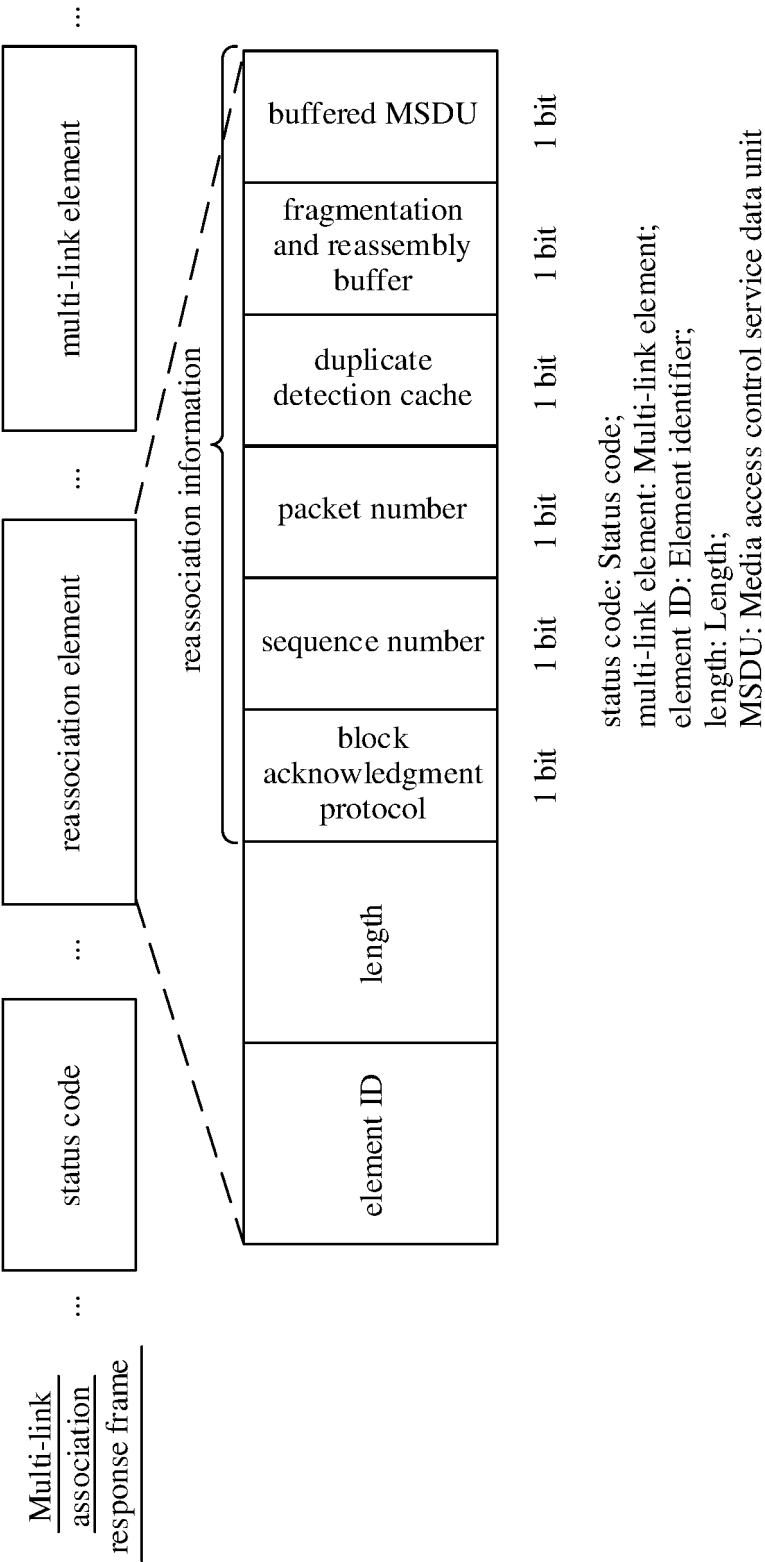 Multi-link
association
response frame
...
status code
...
reassociation element
...
multi-link element
...
reassociation information
element ID
length
block
acknowledgment
protocol
sequence number
packet number
duplicate
detection cache
fragmentation
and reassembly
buffer
buffered MSDU
1 bit
1 bit
1 bit
1 bit
1 bit
1 bit
status code: Status code;
multi-link element: Multi-link element;
element ID: Element identifier;
length: Length;
MSDU: Media access control service data unit